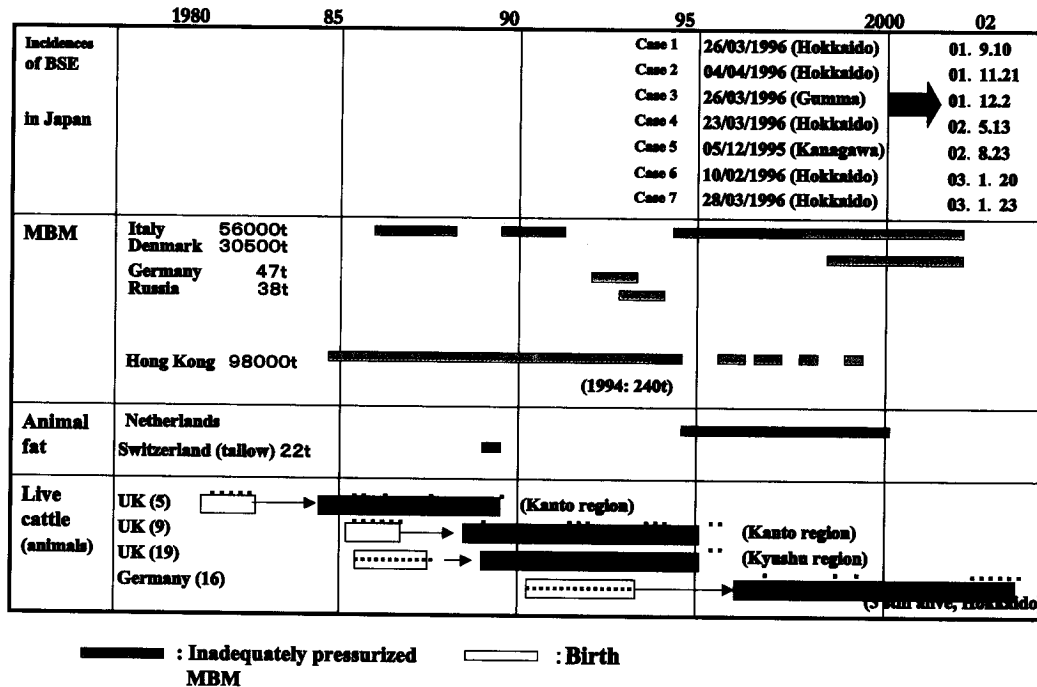 1980 85 90 95 2000 02
Incidences
of BSE
in Japan
Case 1 26/03/1996 (Hokkaido) 01. 9.10
Case 2 04/04/1996 (Hokkaido) 01. 11.21
Case 3 26/03/1996 (Gumma) 01. 12.2
Case 4 23/03/1996 (Hokkaido) 02. 5.13
Case 5 05/12/1995 (Kanagawa) 02. 8.23
Case 6 10/02/1996 (Hokkaido) 03. 1. 20
Case 7 28/03/1996 (Hokkaido) 03. 1. 23
MBM
Italy 56000t
Denmark 30500t
Germany 47t
Russia 38t
Hong Kong 98000t
(1994: 240t)
Animal
fat
Netherlands
Switzerland (tallow) 22t
Live
cattle
(animals)
UK (5) (Kanto region)
UK (9) (Kanto region)
UK (19) (Kyushu region)
Germany (16)
still alive, Hokkaido
: Inadequately pressurized
MBM
: Birth